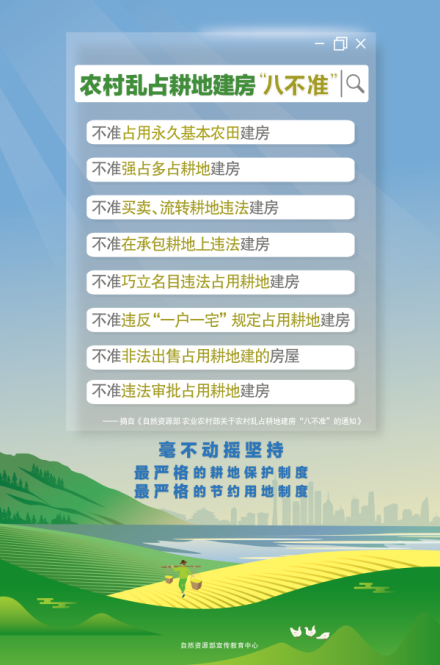 农村乱占耕地建房“八不准”
不准占用永久基本农田建房
不准强占多占耕地建房
不准买卖、流转耕地违法建房
不准在承包耕地上违法建房
不准巧立名目违法占用耕地建房
不准违反“一户一宅”规定占用耕地建房
不准非法出售占用耕地建的房屋
不准违法审批占用耕地建房
——摘自《自然资源部 农业农村部关于农村乱占耕地建房“八不准”的通知》
毫不动摇坚持
最严格的耕地保护制度
最严格的节约用地制度
自然资源部宣传教育中心